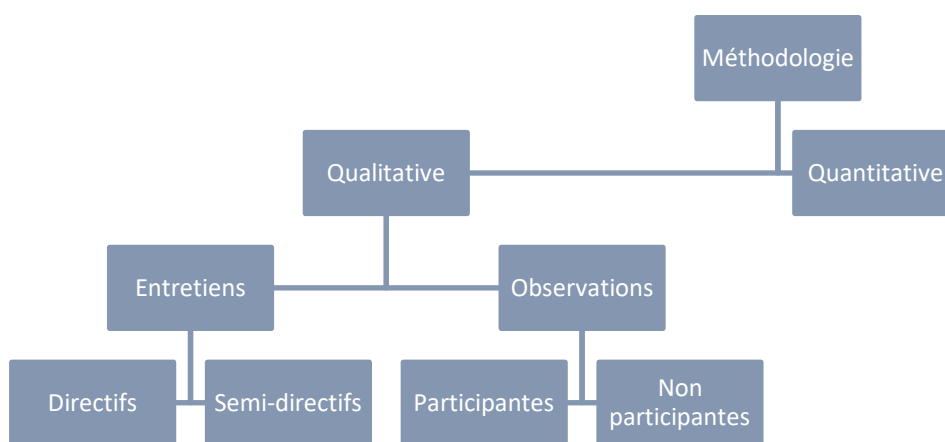 Méthodologie
Qualitative
Quantitative
Entretiens
Observations
Directifs
Semi-directifs
Participantes
Non
participantes